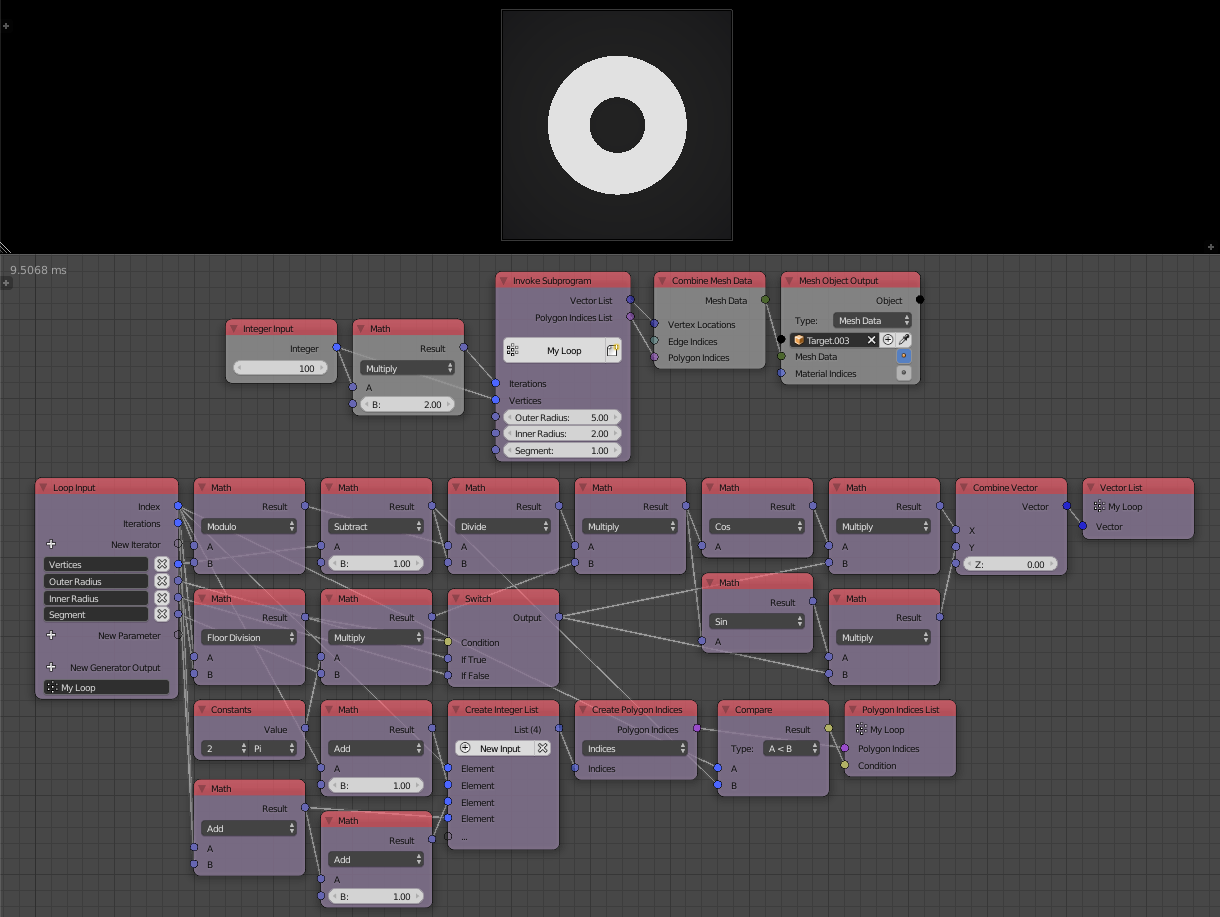 9.5068 ms
Invoke Subprogram
Vector List
Polygon Indices List
My Loop
Iterations
Vertices
Outer Radius: 5.00
Inner Radius: 2.00
Segment: 1.00
Combine Mesh Data
Mesh Data
Vertex Locations
Edge Indices
Polygon Indices
Mesh Object Output
Object
Type: Mesh Data
Target.003
Mesh Data
Material Indices
Integer Input
Integer
100
Math
Result
Multiply
A
B: 2.00
Loop Input
Index
Iterations
New Iterator
Vertices
Outer Radius
Inner Radius
Segment
New Parameter
New Generator Output
My Loop
Math
Result
Modulo
A
B
Math
Result
Subtract
A
B: 1.00
Math
Result
Divide
A
B
Math
Result
Multiply
A
B
Math
Result
Cos
A
Math
Result
Multiply
A
B
Combine Vector
Vector
X
Y
Z: 0.00
Vector List
My Loop
Vector
Math
Result
Floor Division
A
B
Math
Result
Multiply
A
B
Switch
Output
Condition
If True
If False
Math
Result
Sin
A
Math
Result
Multiply
A
B
Constants
Value
2 Pi
Math
Result
Add
A
B: 1.00
Create Integer List
List (4)
New Input
Element
Element
Element
Element
...
Create Polygon Indices
Polygon Indices
Indices
Indices
Compare
Result
Type: A < B
A
B
Polygon Indices List
My Loop
Polygon Indices
Condition
Math
Result
Add
A
B
Math
Result
Add
A
B: 1.00